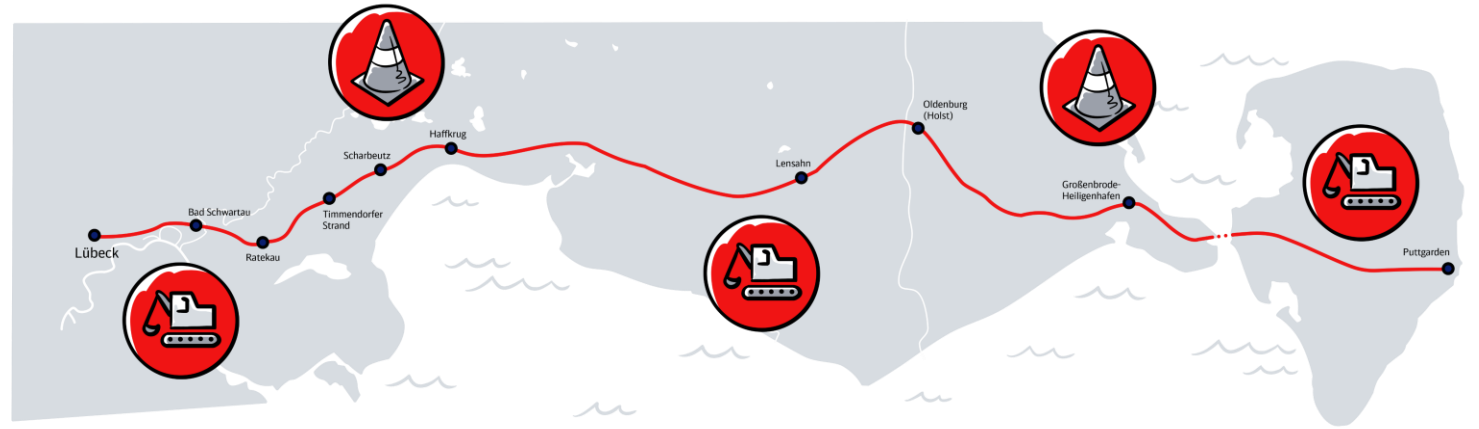 Lübeck
Bad Schwartau
Ratekau
Timmendorfer
Strand
Scharbeutz
Haffkrug
Lensahn
Oldenburg
(Holst)
Großenbrode-
Heiligenhafen
Puttgarden